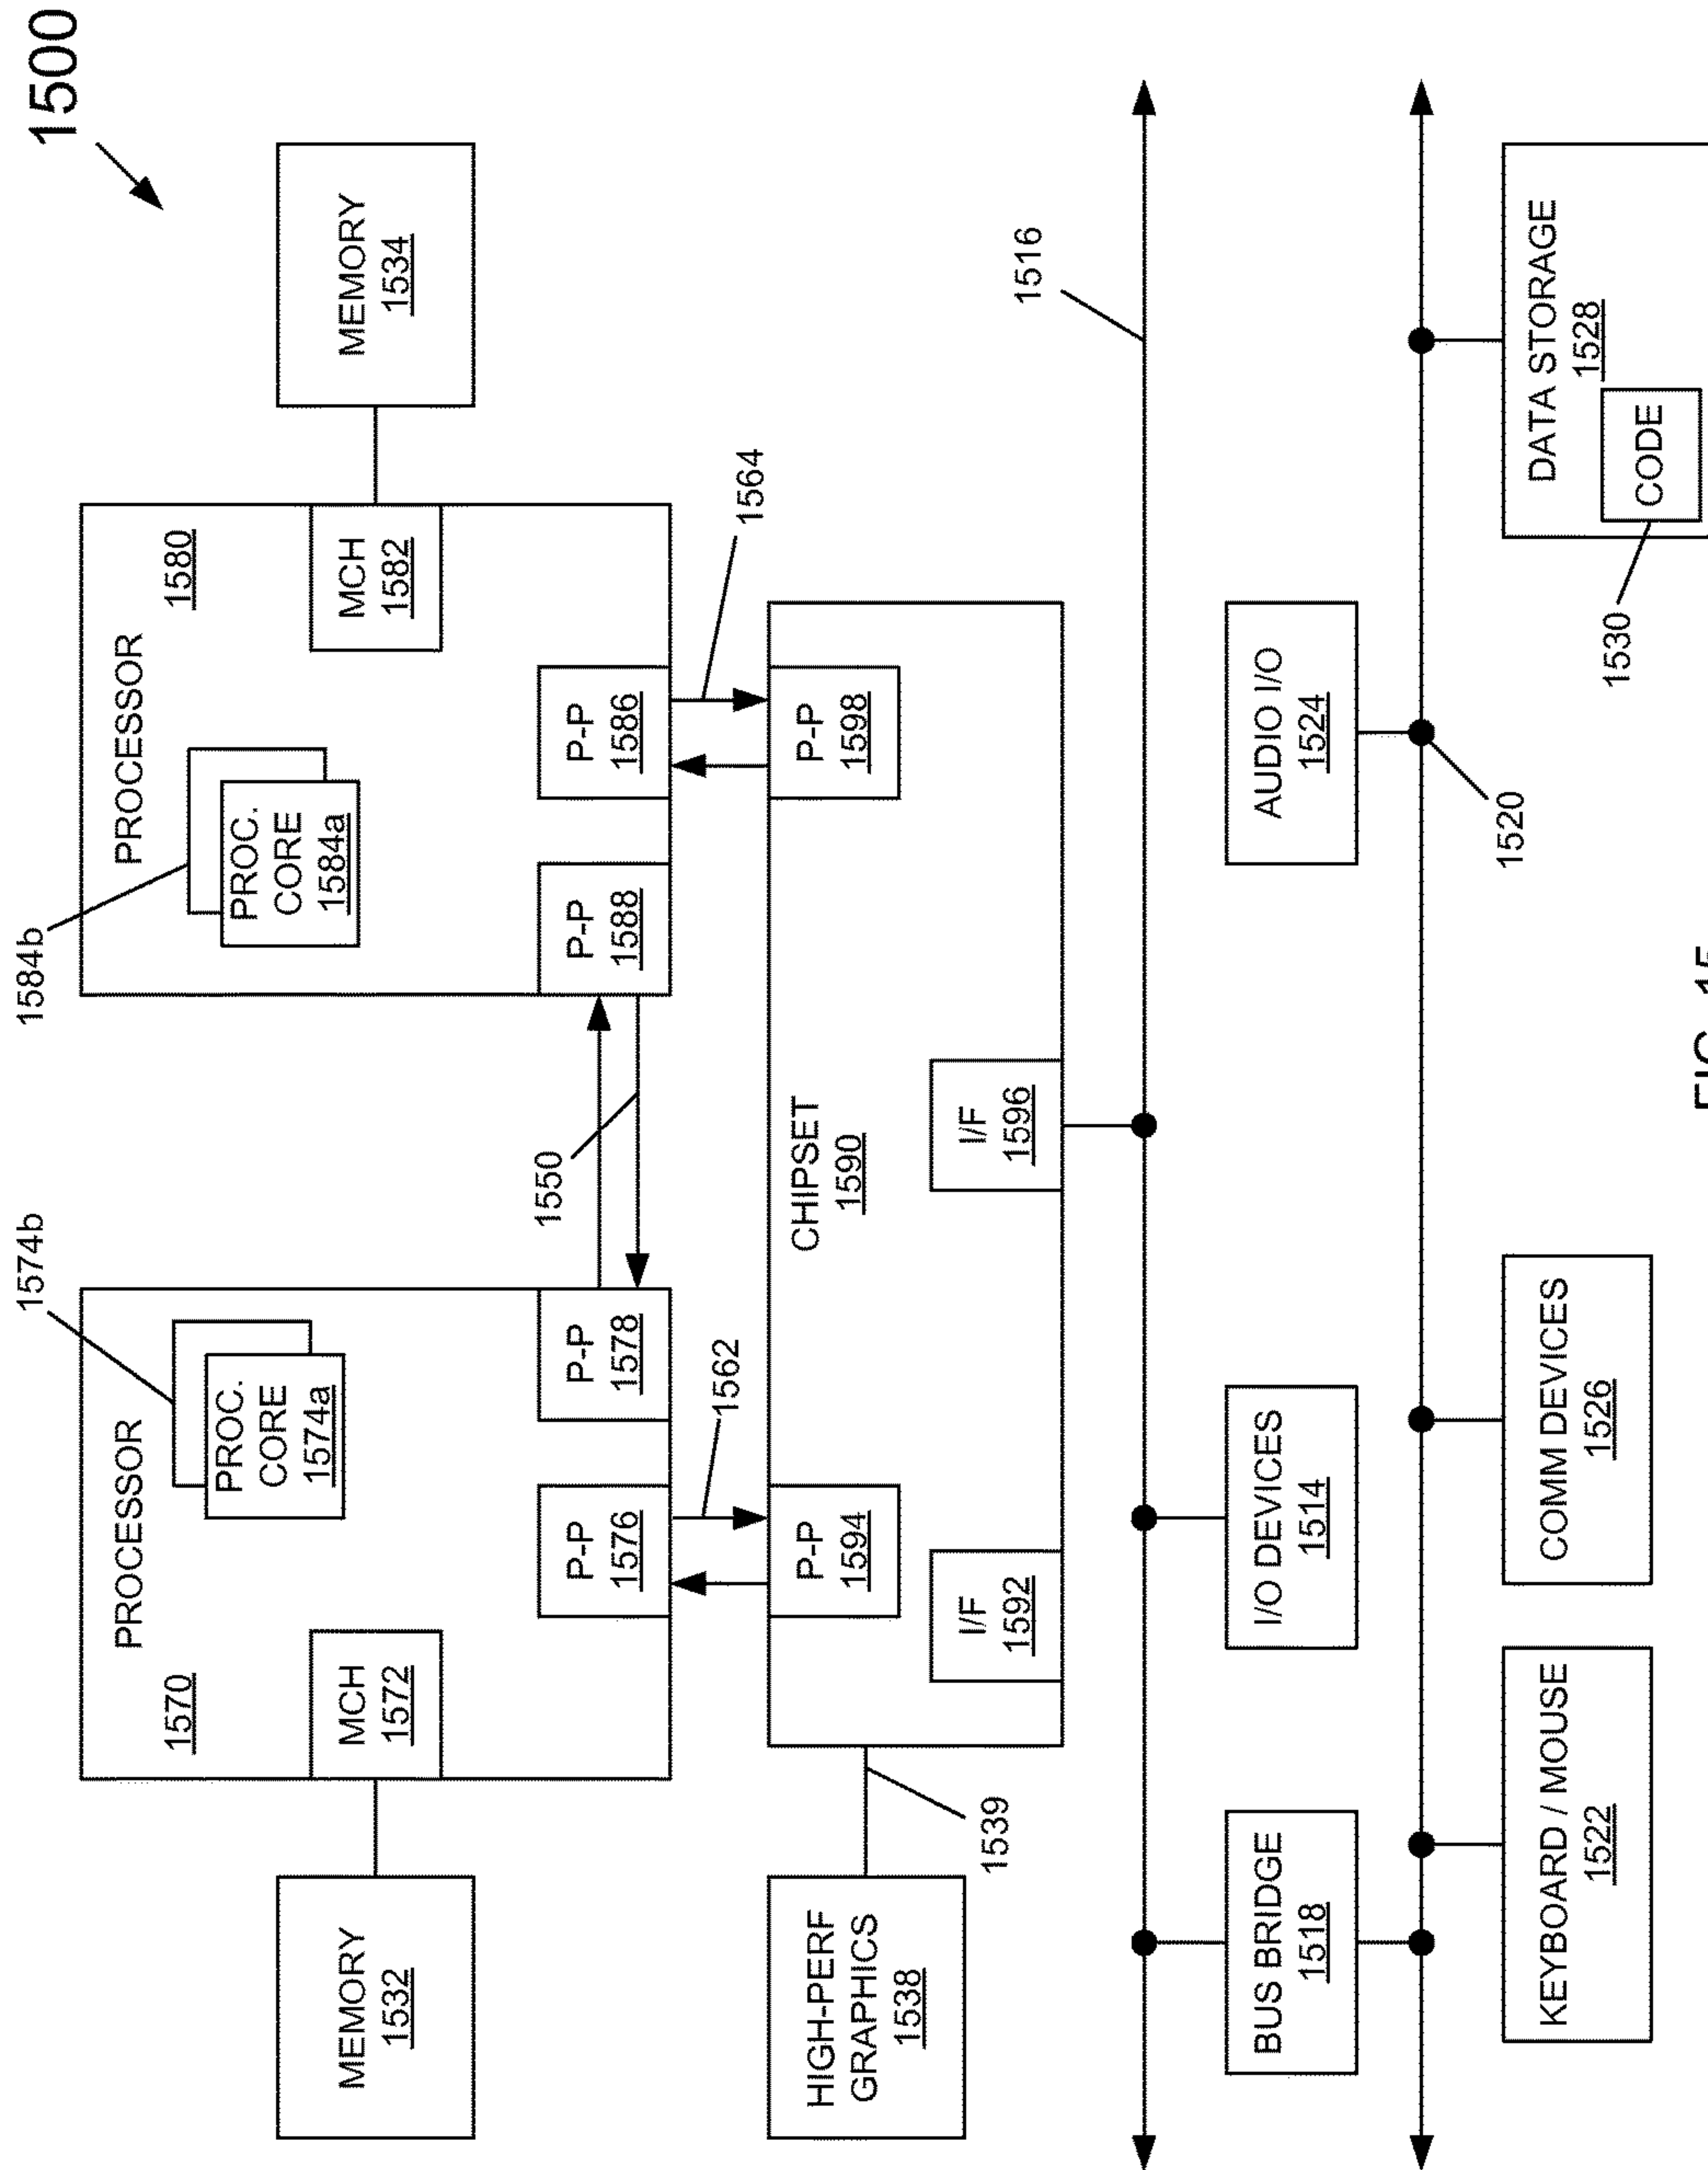 1500
1574b
1584b
PROCESSOR
1570
PROC.
CORE
1574a
MCH
1572
P-P
1576
P-P
1578
MEMORY
1532
1550
PROCESSOR
1580
PROC.
CORE
1584a
MCH
1582
P-P
1588
P-P
1586
MEMORY
1534
1562
1564
HIGH-PERF
GRAPHICS
1538
1539
CHIPSET
1590
P-P
1594
P-P
1598
I/F
1592
I/F
1596
1516
BUS BRIDGE
1518
I/O DEVICES
1514
AUDIO I/O
1524
1520
KEYBOARD / MOUSE
1522
COMM DEVICES
1526
DATA STORAGE
1528
CODE
1530
FIG. 15